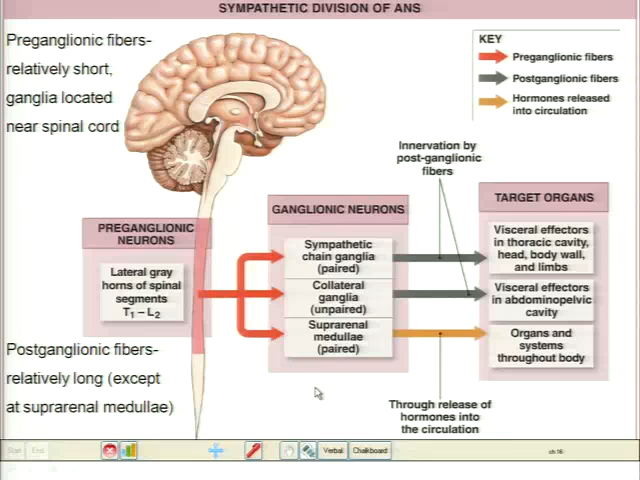 SYMPATHETIC DIVISION OF ANS
Preganglionic fibers-
relatively short,
ganglia located
near spinal cord
KEY
Preganglionic fibers
Postganglionic fibers
Hormones released
into circulation
Innervation by
post-ganglionic
fibers
PREGANGLIONIC
NEURONS
Lateral gray
horns of spinal
segments
T1 – L2
GANGLIONIC NEURONS
Sympathetic
chain ganglia
(paired)
Collateral
ganglia
(unpaired)
Suprarenal
medullae
(paired)
TARGET ORGANS
Visceral effectors
in thoracic cavity,
head, body wall,
and limbs
Visceral effectors
in abdominopelvic
cavity
Organs and
systems
throughout body
Through release of
hormones into
the circulation
Postganglionic fibers-
relatively long (except
at suprarenal medullae)
Start
End
Verbal
Chalkboard
ch.16